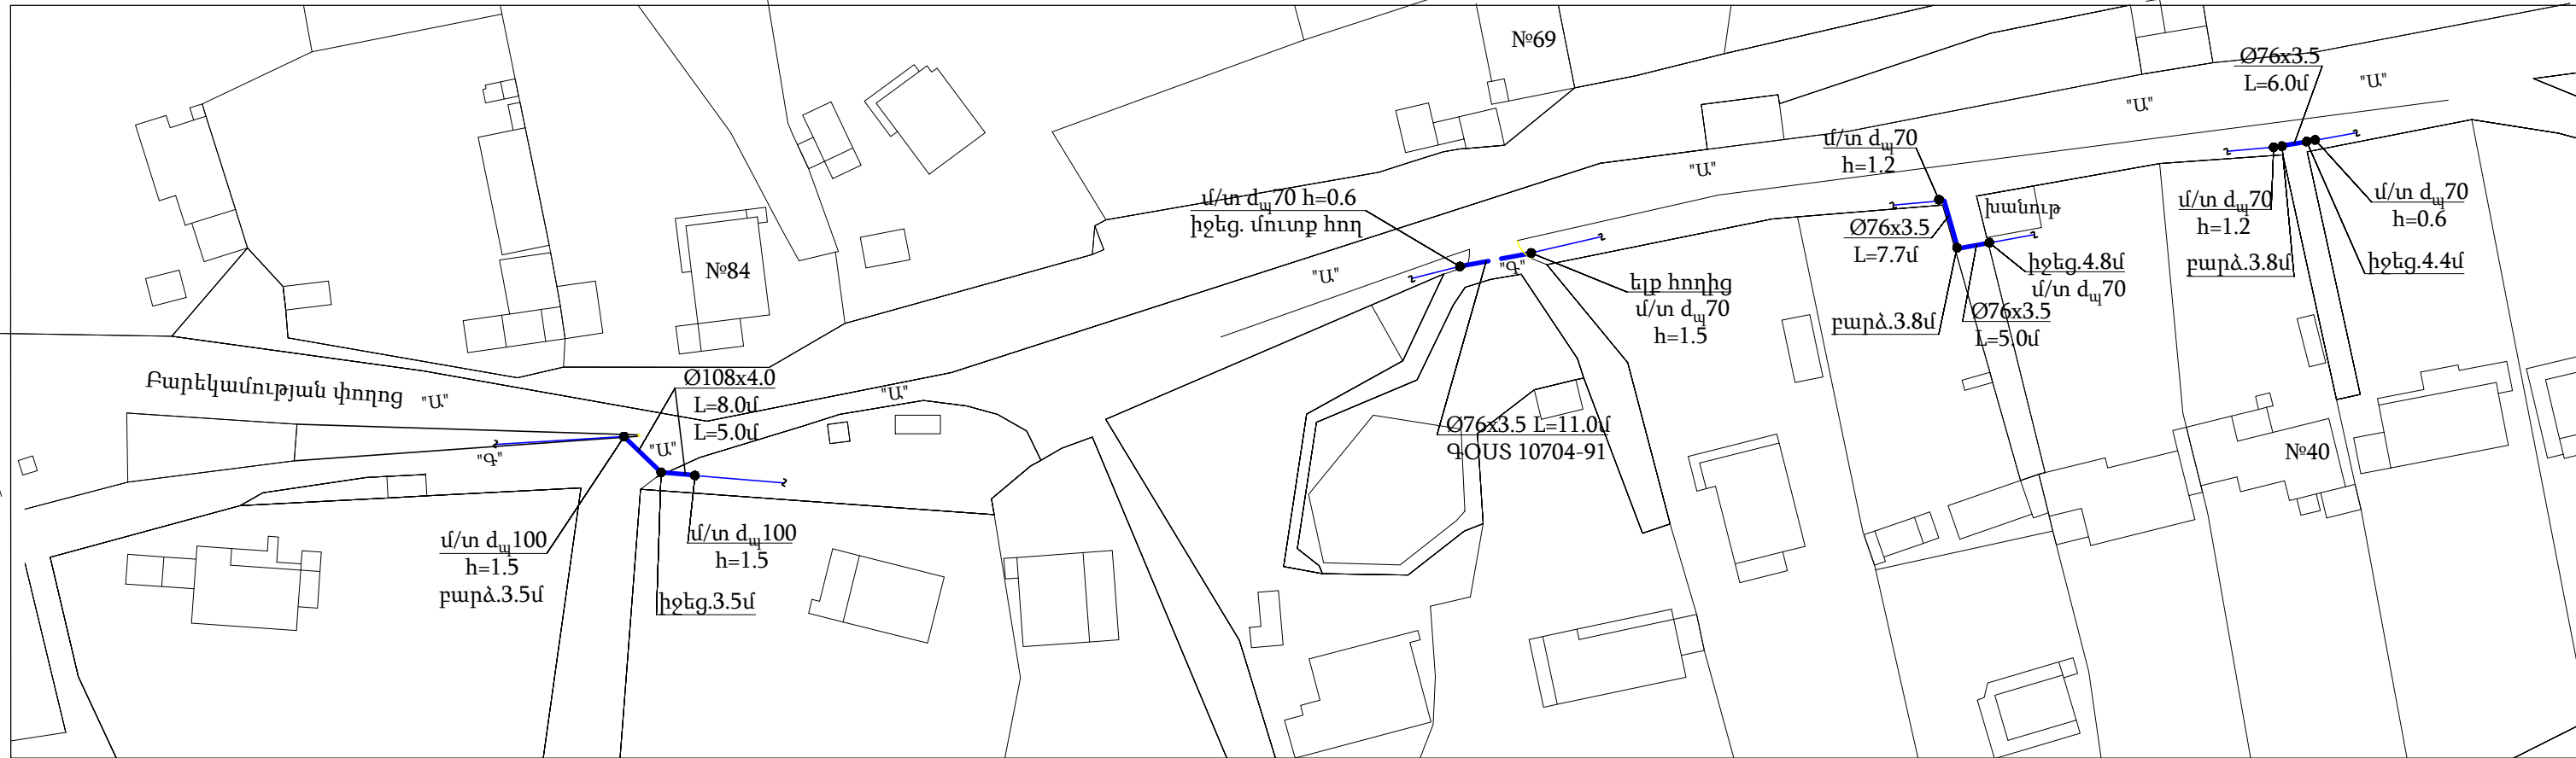 №69
Ø76x3.5
L=6.0մ
"Ա"
"Ա"
մ/տ dպ70
h=1.2
"Ա"
մ/տ dպ70 h=0.6
իջեց. մուտք հող
խանութ
Ø76x3.5
L=7.7մ
մ/տ dպ70
h=1.2
մ/տ dպ70
h=0.6
№84
"Ա"
"Գ"
բարձ.3.8մ
իջեց.4.4մ
իջեց.4.8մ
մ/տ dպ70
ելք հողից
մ/տ dպ70
h=1.5
բարձ.3.8մ
Ø76x3.5
L=5.0մ
Բարեկամության փողոց
"Ա"
Ø108x4.0
L=8.0մ
L=5.0մ
"Ա"
Ø76x3.5 L=11.0մ
ԳՕՍՏ 10704-91
"Գ"
"Ա"
№40
մ/տ dպ100
h=1.5
բարձ.3.5մ
մ/տ dպ100
h=1.5
իջեց.3.5մ